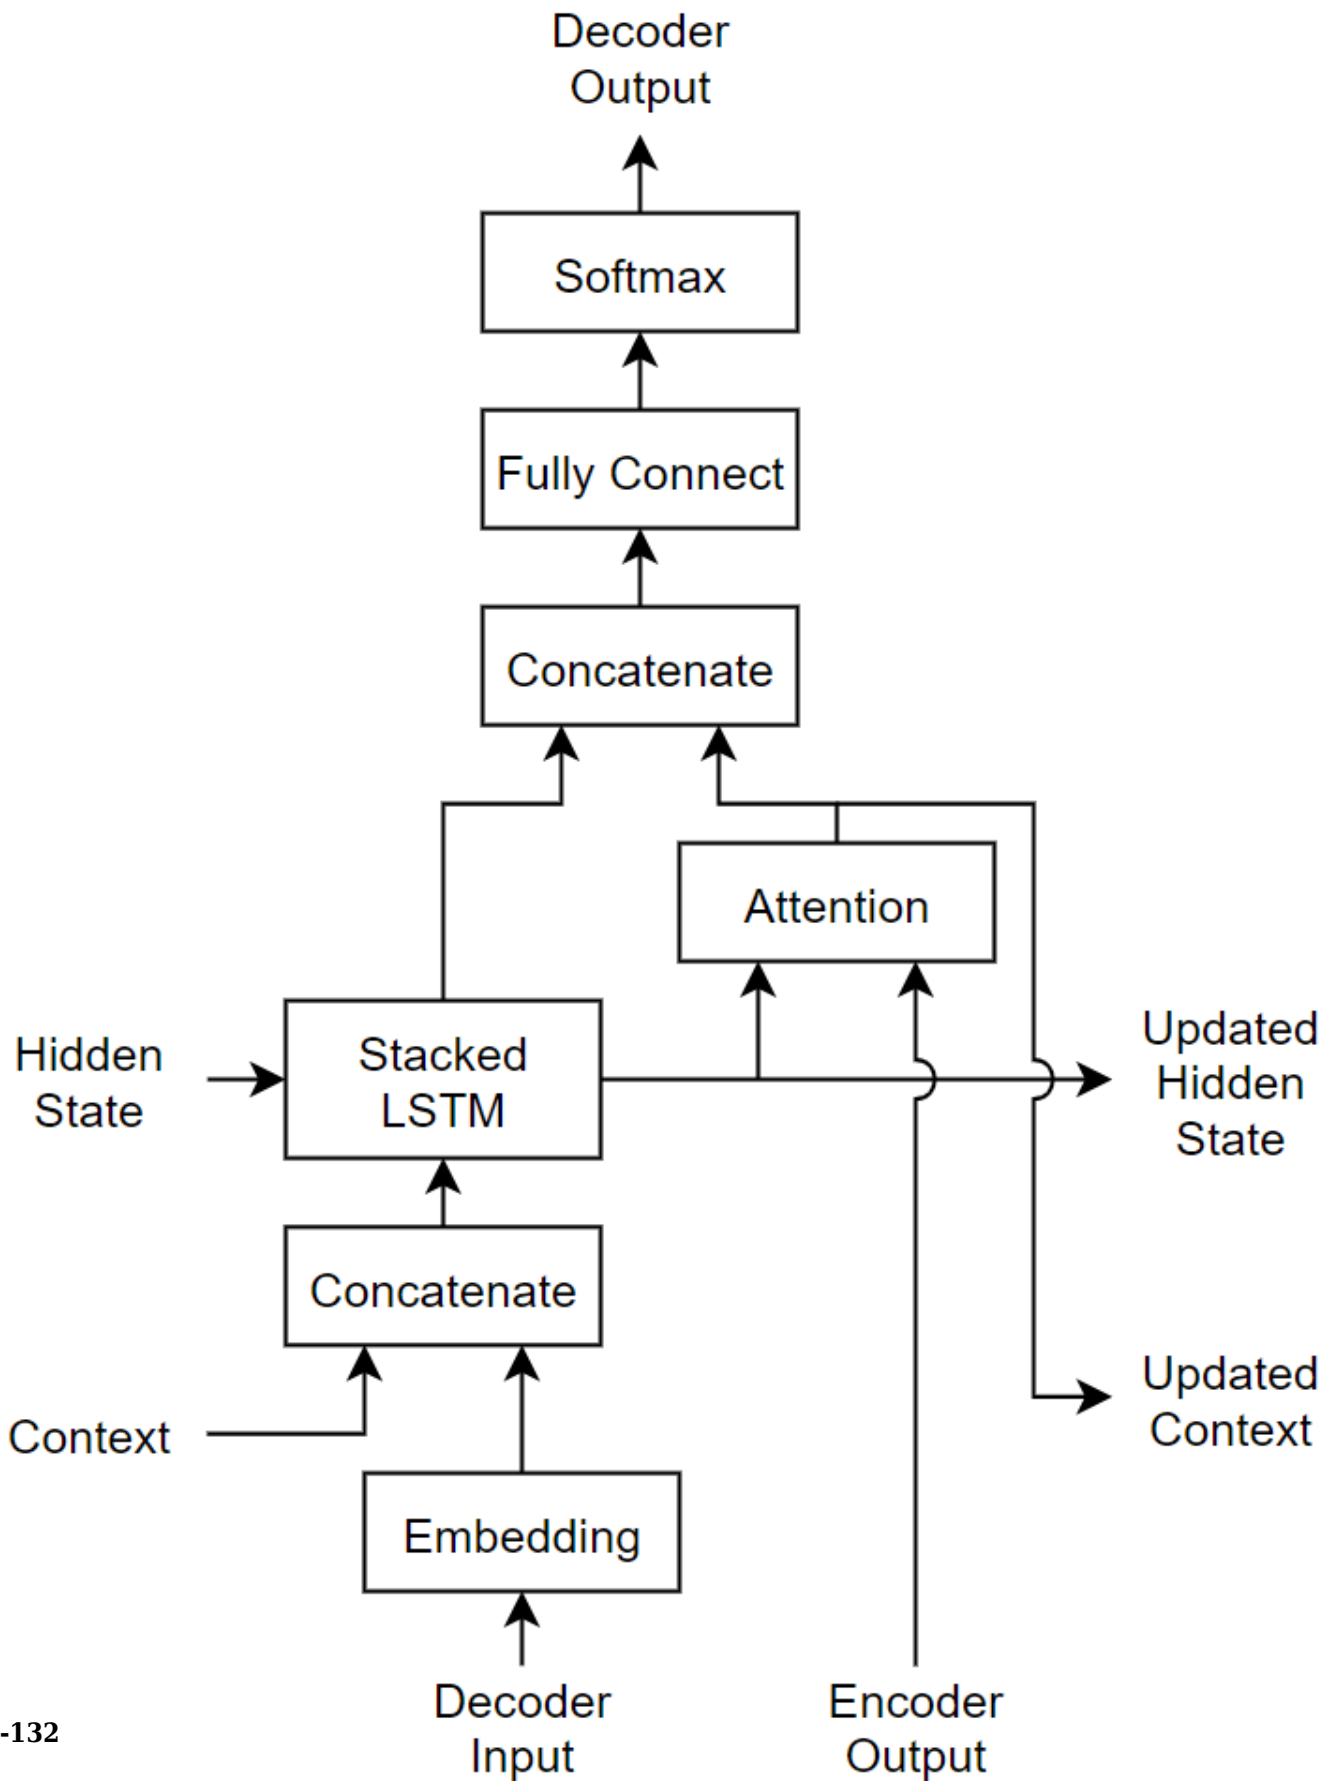 Decoder
Output
Softmax
Fully Connect
Concatenate
Attention
Hidden
State
Stacked
LSTM
Updated
Hidden
State
Concatenate
Context
Updated
Context
Embedding
Decoder
Input
Encoder
Output
-132